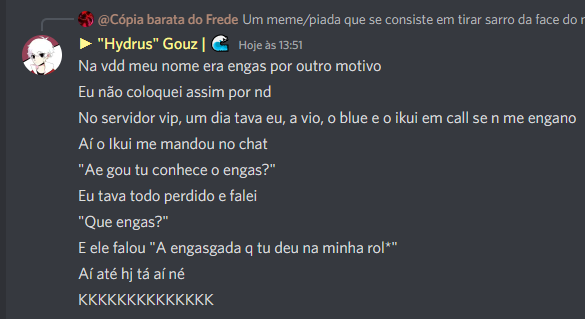 @Cópia barata do Frede Um meme/piada que se consiste em tirar sarro da face do
"Hydrus" Gouz | Hoje às 13:51
Na vdd meu nome era engas por outro motivo
Eu não coloquei assim por nd
No servidor vip, um dia tava eu, a vio, o blue e o ikui em call se n me engano
Aí o Ikui me mandou no chat
"Ae gou tu conhece o engas?"
Eu tava todo perdido e falei
"Que engas?"
E ele falou "A engasgada q tu deu na minha rol*"
Aí até hj tá aí né
KKKKKKKKKKKKKK